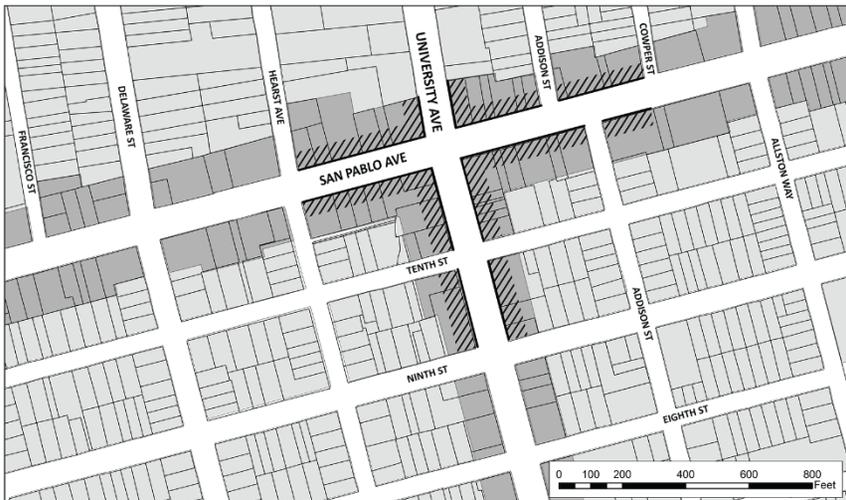 FRANCISCO ST
DELAWARE ST
HEARST AVE
UNIVERSITY AVE
ADDISON ST
COWPER ST
SAN PABLO AVE
ALLSTON WAY
TENTH ST
ADDISON ST
NINTH ST
EIGHTH ST
0 100 200 400 600 800
Feet